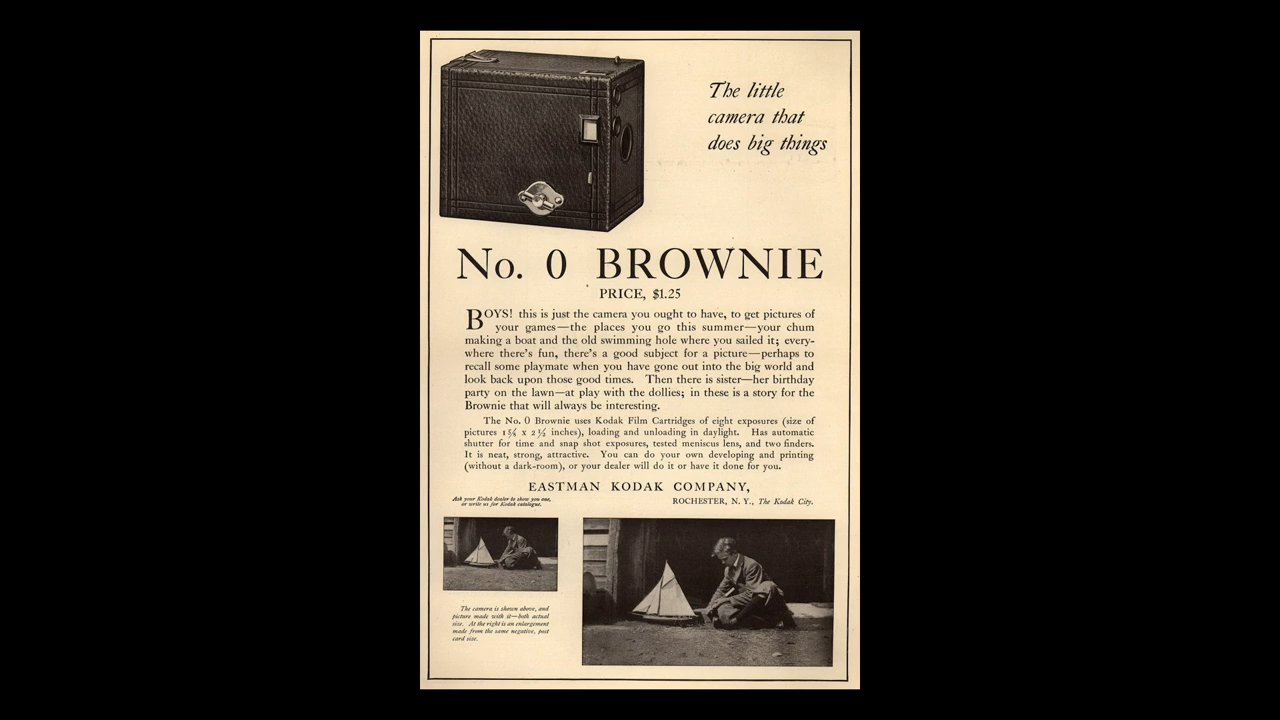 The little
camera that
does big things
No. 0 BROWNIE
PRICE, $1.25
BOYS! this is just the camera you ought to have, to get pictures of
your games—the places you go this summer—your chum
making a boat and the old swimming hole where you sailed it; every-
where there's fun, there's a good subject for a picture—perhaps to
recall some playmate when you have gone out into the big world and
look back upon those good times. Then there is sister—her birthday
party on the lawn—at play with the dollies; in these is a story for the
Brownie that will always be interesting.
The No. 0 Brownie uses Kodak Film Cartridges of eight exposures (size of
pictures 1⅝ x 2½ inches), loading and unloading in daylight. Has automatic
shutter for time and snap shot exposures, tested meniscus lens, and two finders.
It is neat, strong, attractive. You can do your own developing and printing
(without a dark-room), or your dealer will do it or have it done for you.
EASTMAN KODAK COMPANY,
ROCHESTER, N. Y., The Kodak City.
Ask your Kodak dealer to show you one,
or write us for Kodak catalogue.
The camera is shown above, and
picture made with it—both actual
size. At the right is an enlargement
made from the same negative, post
card size.